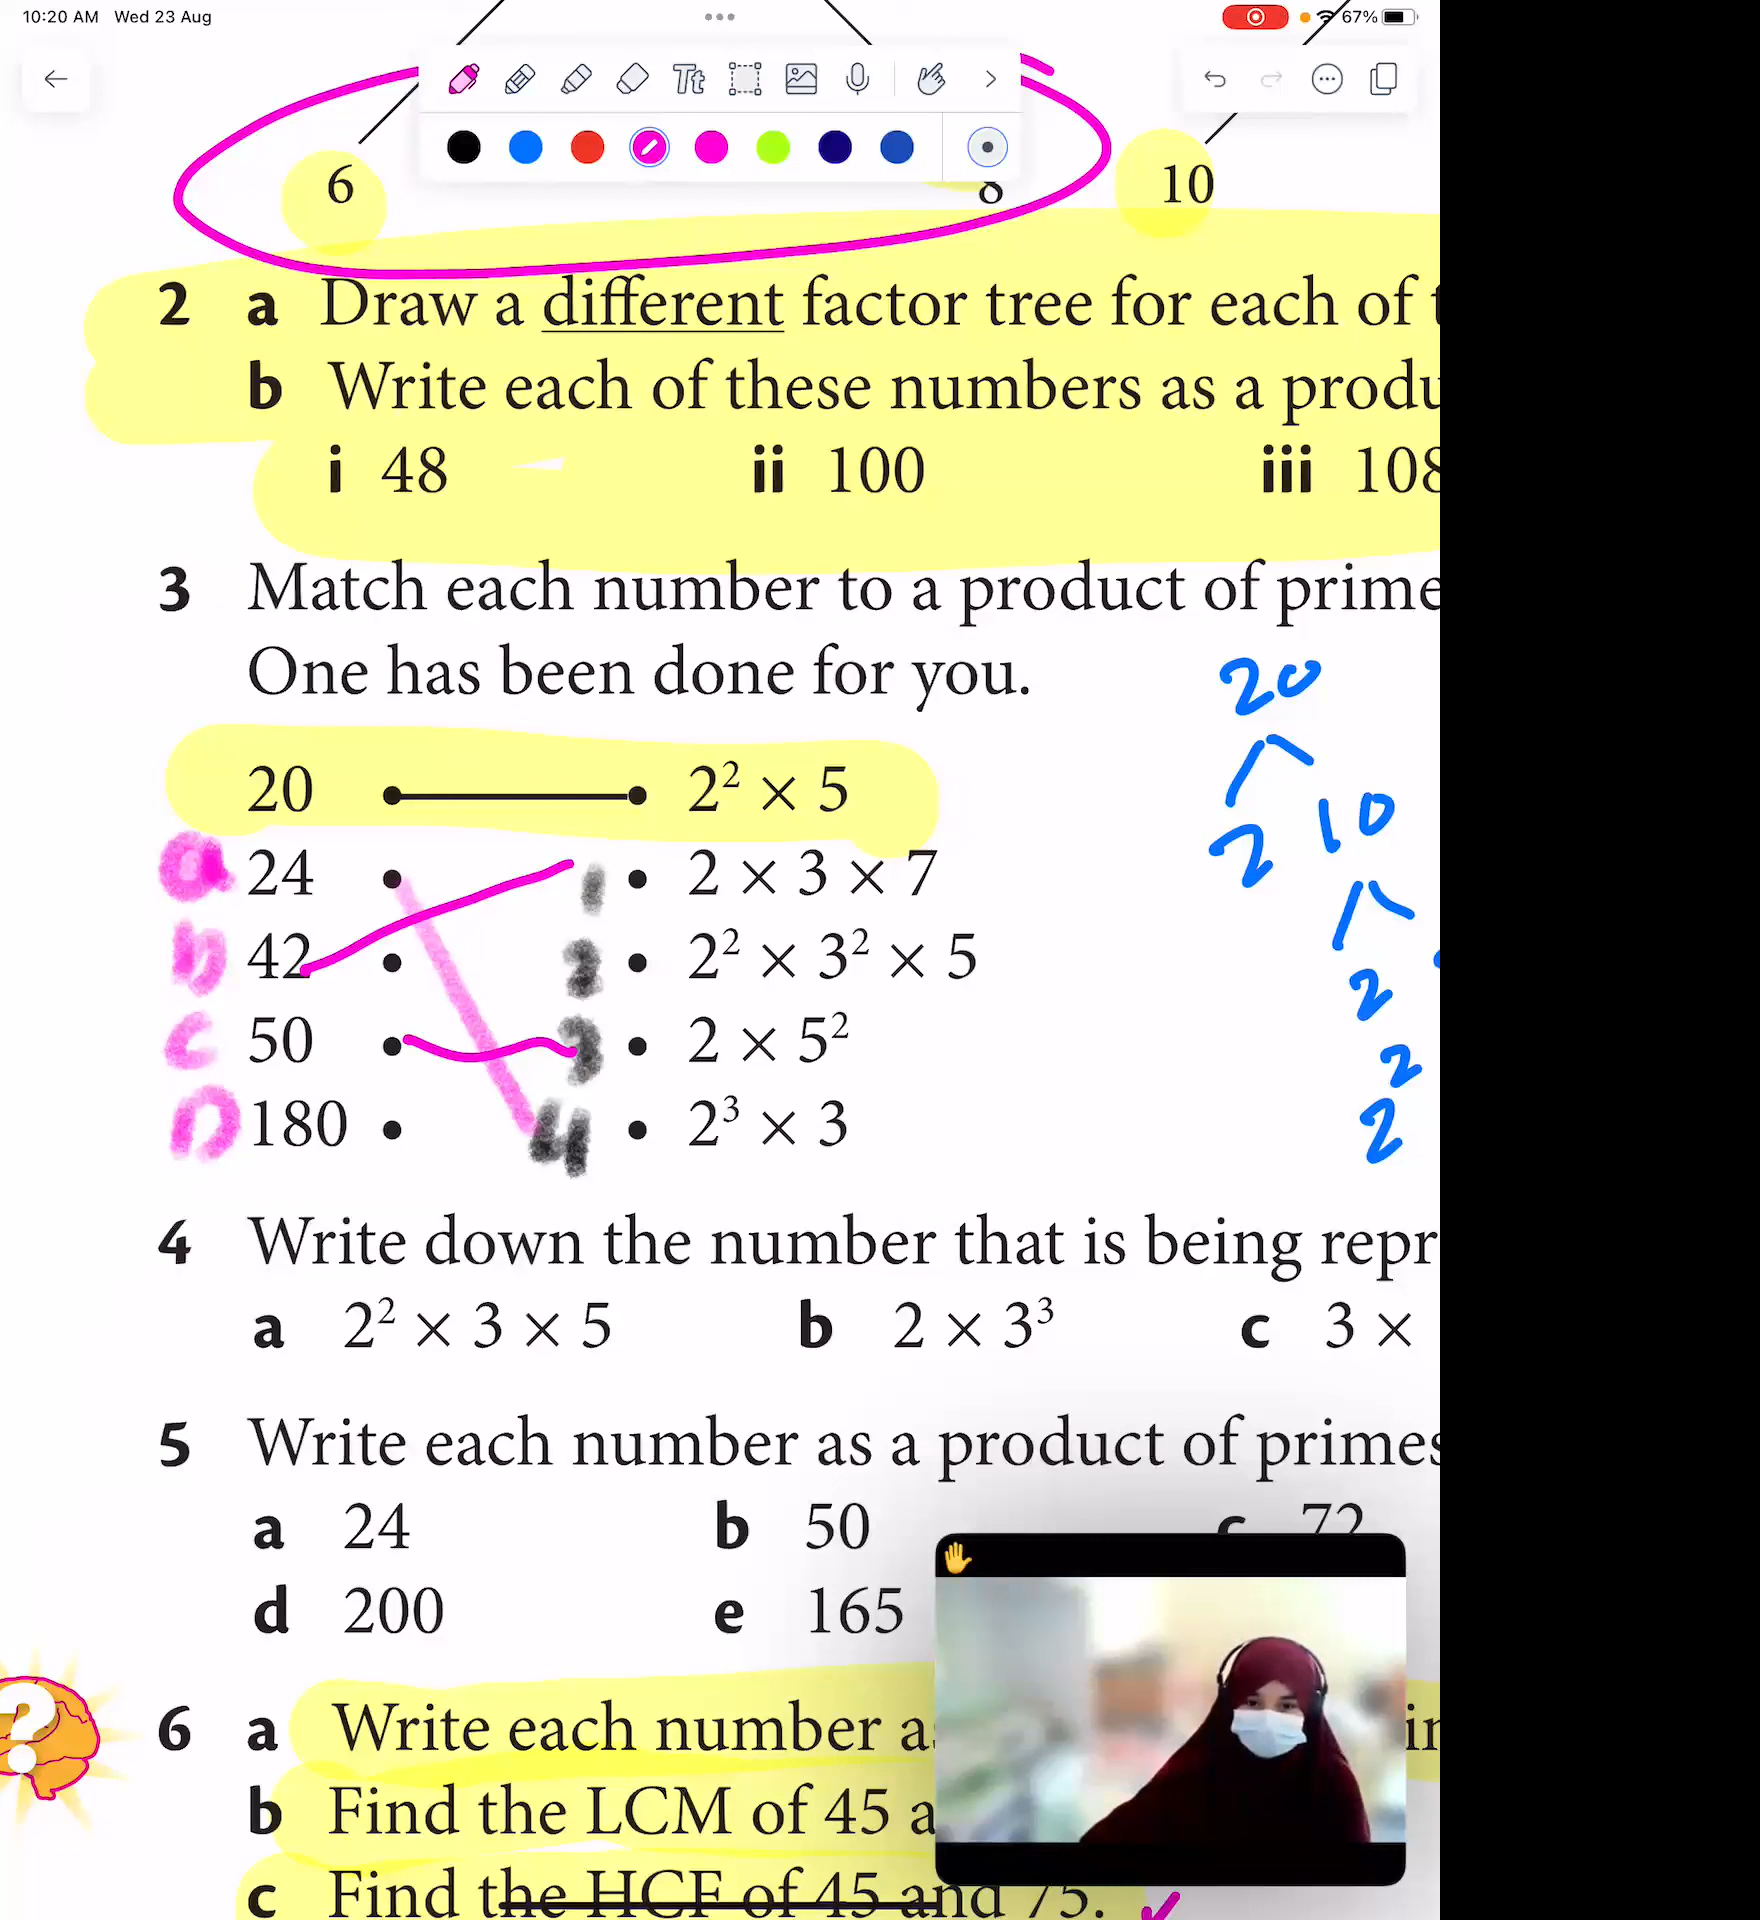 10:20 AM Wed 23 Aug
67%
Tt
6
8
10
2 a Draw a different factor tree for each of
b Write each of these numbers as a produ
i 48 ii 100 iii 108
3 Match each number to a product of prime
One has been done for you.
20
20 2² × 5
2 10
a 24 1 2 × 3 × 7
b 42 2 2² × 3² × 5
2
c 50 3 2 × 5²
2
D 180 4 2³ × 3
2
4 Write down the number that is being repr
a 2² × 3 × 5 b 2 × 3³ c 3 ×
5 Write each number as a product of primes
a 24 b 50 c 72
d 200 e 165
?
6 a Write each number a in
b Find the LCM of 45 a
c Find the HCF of 45 and 75.